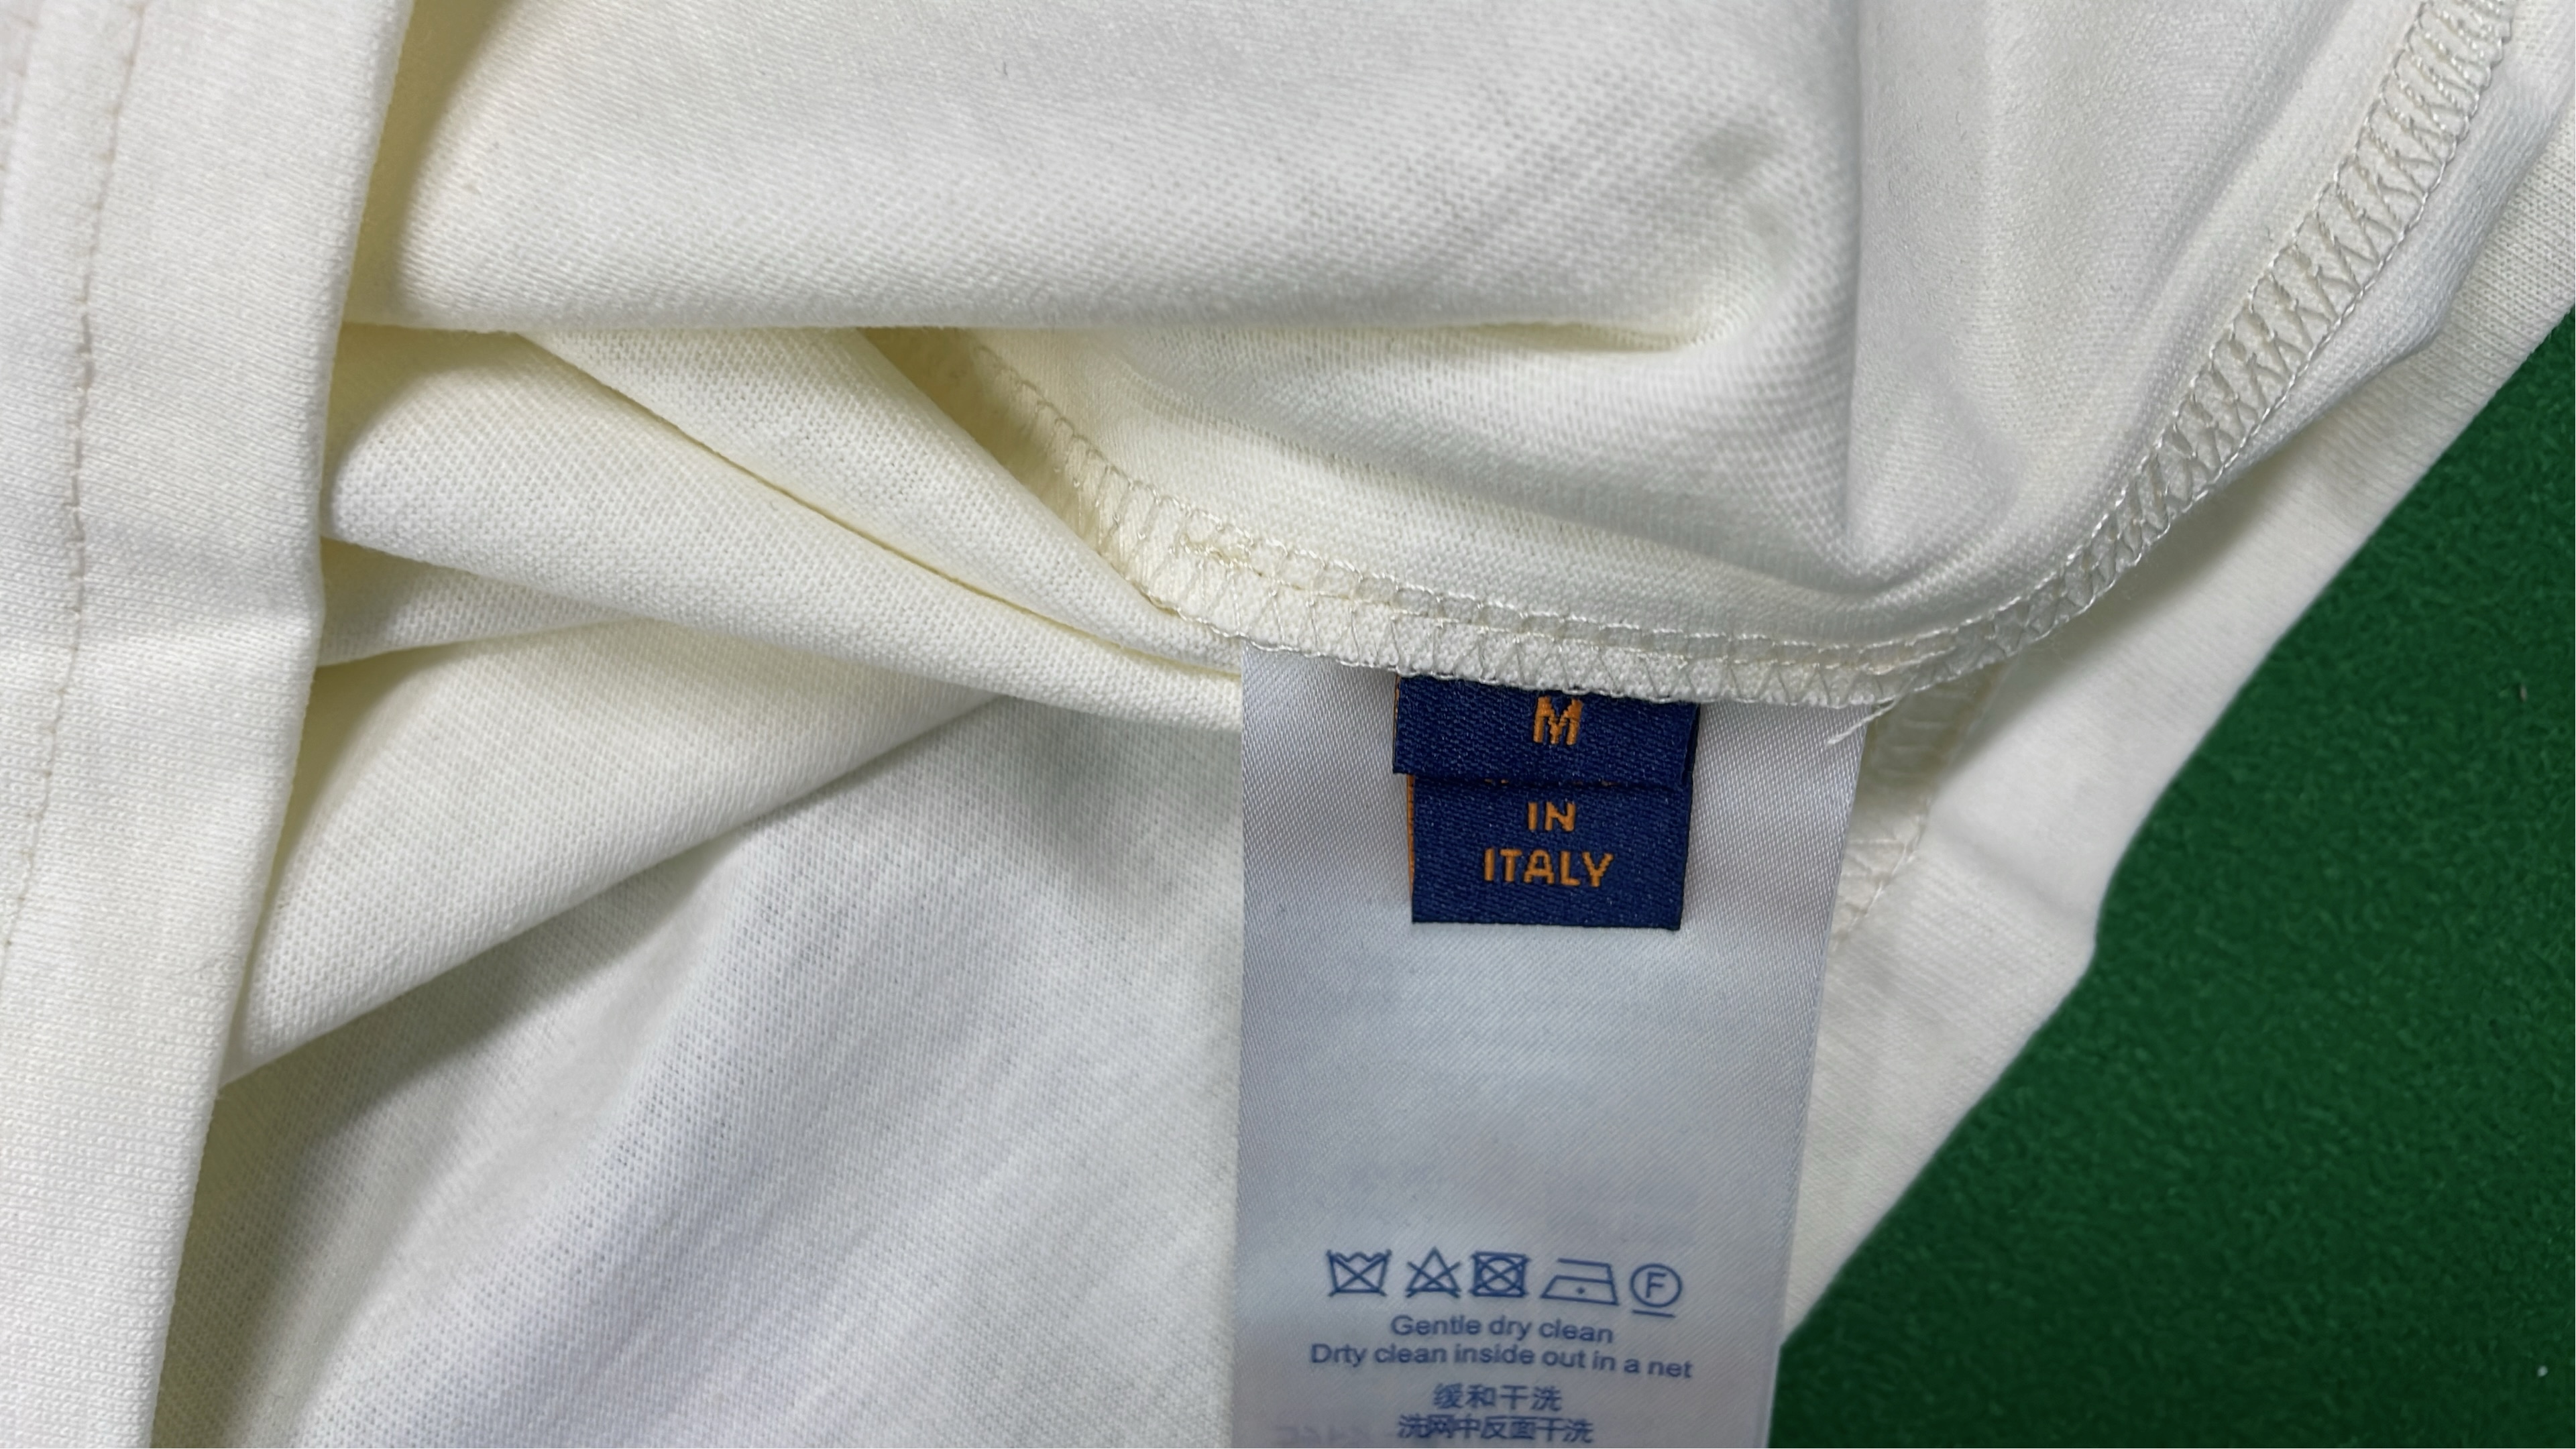 M
IN
ITALY
F
Gentle dry clean
Drty clean inside out in a net
缓和干洗
洗网中反面干洗